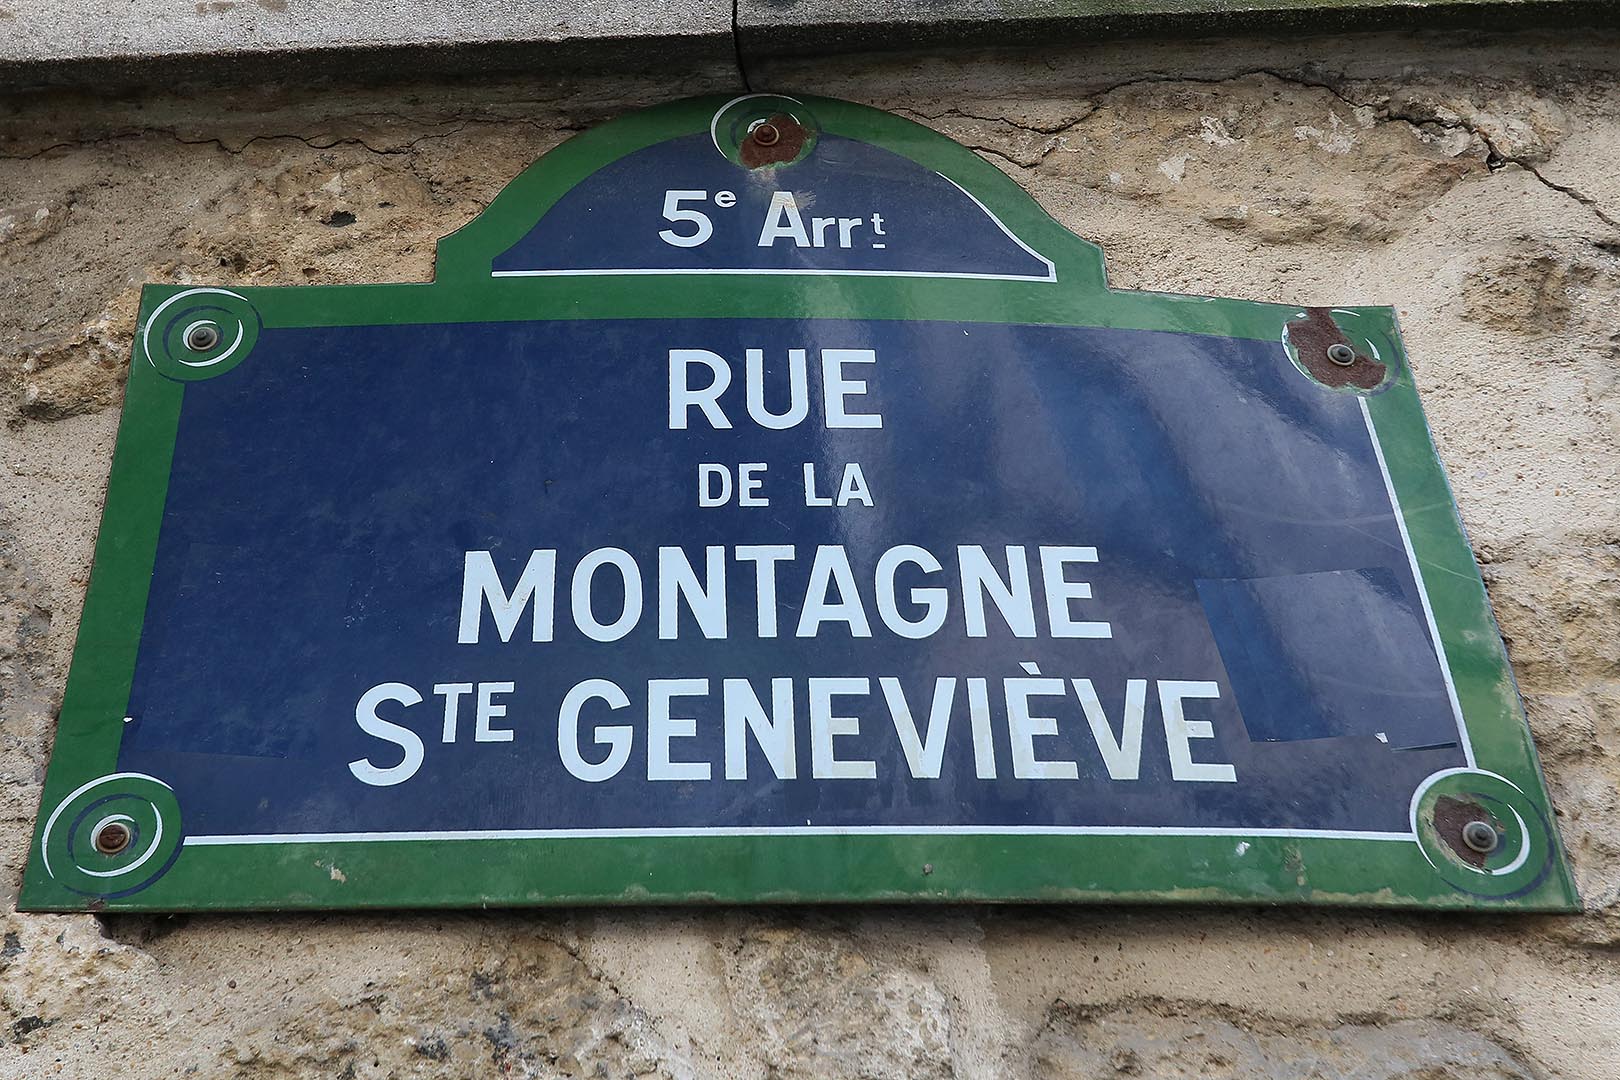 5e Arrt
RUE
DE LA
MONTAGNE
STE GENEVIÈVE